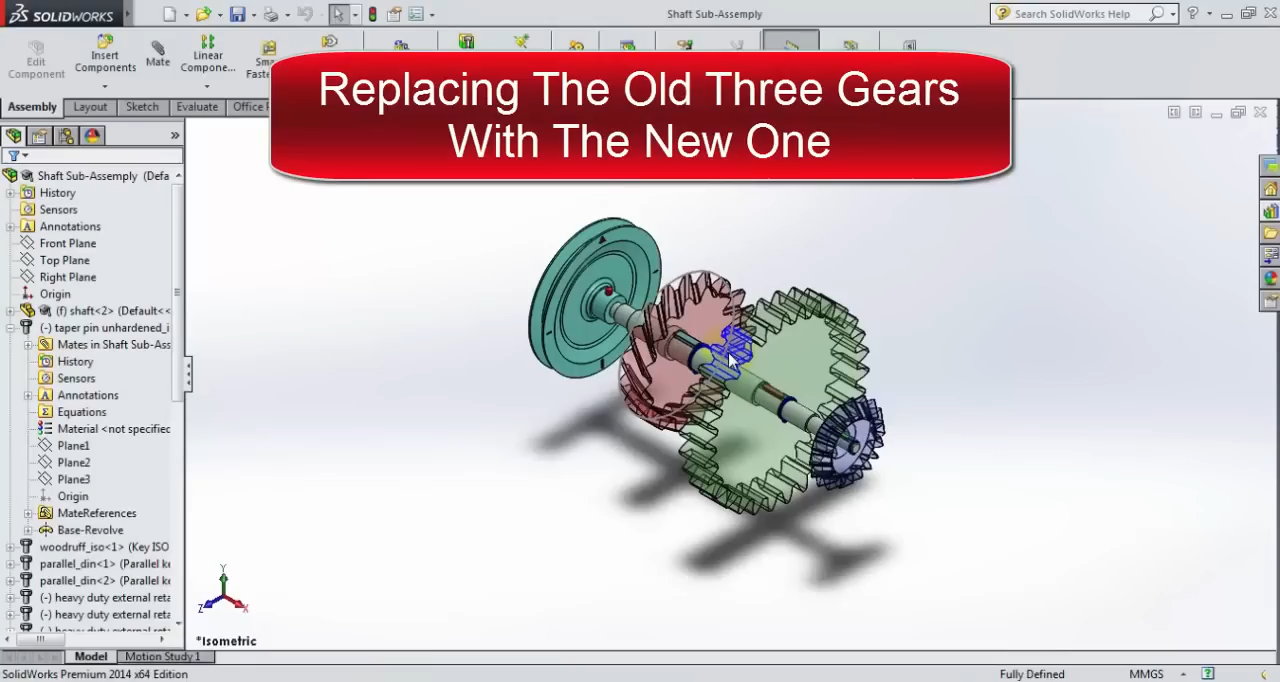 SOLIDWORKS
Shaft Sub-Assembly
Search SolidWorks Help
Edit
Component
Insert
Components
Mate
Linear
Compone...
Sma
Faste
Replacing The Old Three Gears
With The New One
Assembly
Layout
Sketch
Evaluate
Office
Shaft Sub-Assembly (Defa
History
Sensors
Annotations
Front Plane
Top Plane
Right Plane
Origin
(f) shaft<2> (Default<<
(-) taper pin unhardened_i
Mates in Shaft Sub-Ass
History
Sensors
Annotations
Equations
Material <not specified
Plane1
Plane2
Plane3
Origin
MateReferences
Base-Revolve
woodruff_iso<1> (Key ISO
parallel_din<1> (Parallel ke
parallel_din<2> (Parallel ke
(-) heavy duty external reta
(-) heavy duty external reta
Y
Z
X
*Isometric
Model
Motion Study 1
SolidWorks Premium 2014 x64 Edition
Fully Defined
MMGS